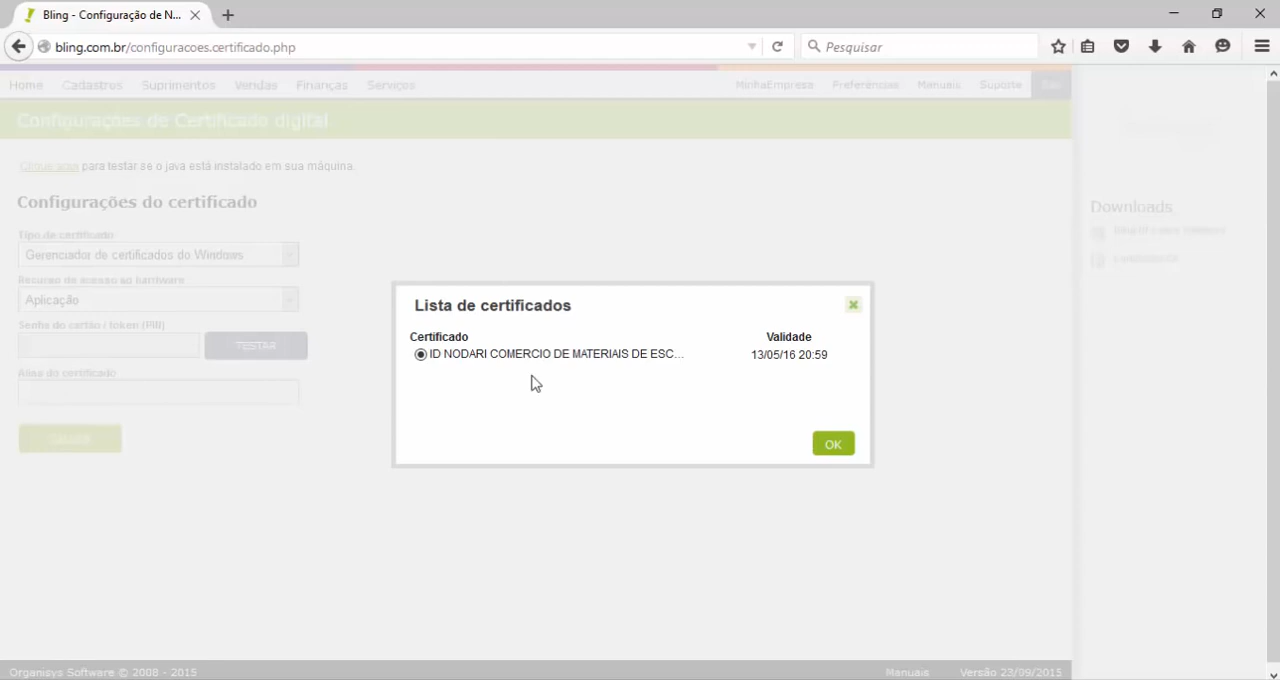 Bling - Configuração de N...
bling.com.br/configuracoes.certificado.php
Pesquisar
Home Cadastros Suprimentos Vendas Finanças Serviços MinhaEmpresa Preferências Manuais Suporte
Configurações de Certificado digital
Clique aqui para testar se o java está instalado em sua máquina.
Configurações do certificado
Tipo de certificado
Gerenciador de certificados do Windows
Recurso de acesso ao hardware
Aplicação
Senha do cartão / token (PIN)
TESTAR
Alias do certificado
Downloads
Lista de certificados
Certificado Validade
ID NODARI COMERCIO DE MATERIAIS DE ESC... 13/05/16 20:59
OK
Organisys Software © 2008 - 2015 Manuais Versão 23/09/2015